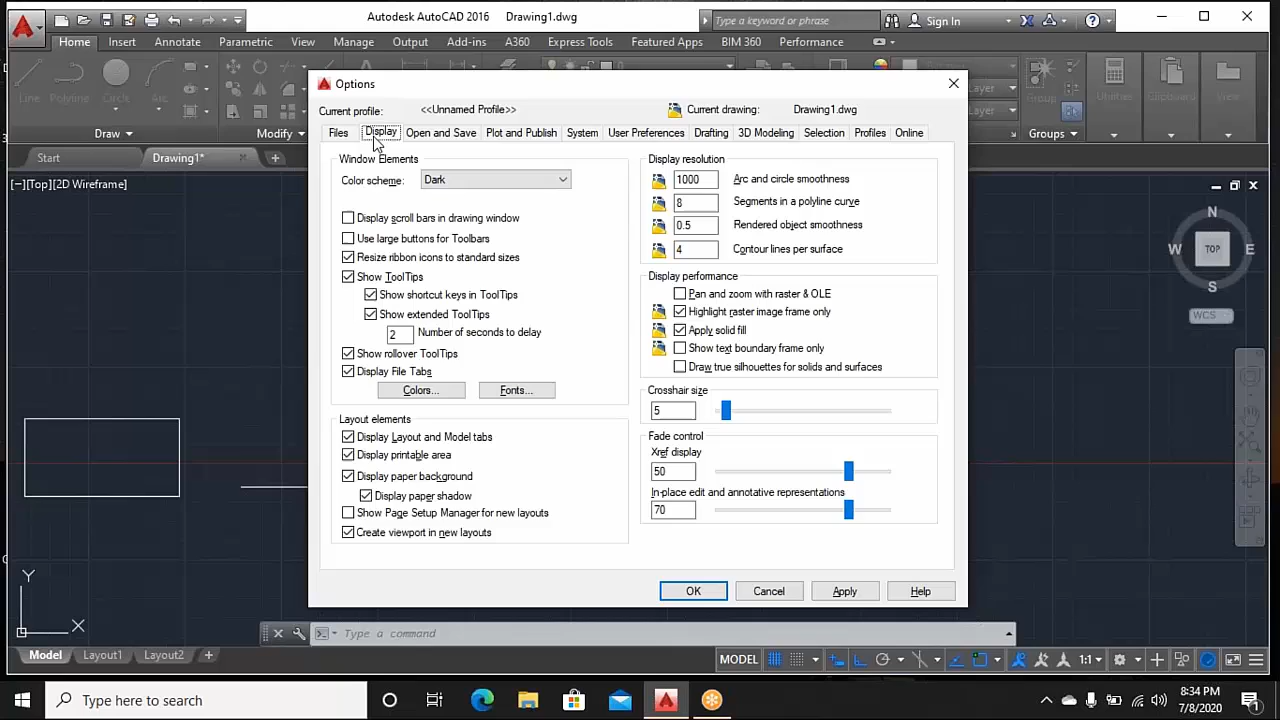 Autodesk AutoCAD 2016 Drawing1.dwg
Type a keyword or phrase
Sign In
Home Insert Annotate Parametric View Manage Output Add-ins A360 Express Tools Featured Apps BIM 360 Performance
Line Polyline Circle Arc
Layer
Layer
Group
Utilities
Clipboard
View
Draw
Modify
Groups
Start
Drawing1*
[−][Top][2D Wireframe]
Options
Current profile: <<Unnamed Profile>> Current drawing: Drawing1.dwg
Files Display Open and Save Plot and Publish System User Preferences Drafting 3D Modeling Selection Profiles Online
Window Elements
Color scheme: Dark
Display scroll bars in drawing window
Use large buttons for Toolbars
Resize ribbon icons to standard sizes
Show ToolTips
Show shortcut keys in ToolTips
Show extended ToolTips
2 Number of seconds to delay
Show rollover ToolTips
Display File Tabs
Colors... Fonts...
Layout elements
Display Layout and Model tabs
Display printable area
Display paper background
Display paper shadow
Show Page Setup Manager for new layouts
Create viewport in new layouts
Display resolution
1000 Arc and circle smoothness
8 Segments in a polyline curve
0.5 Rendered object smoothness
4 Contour lines per surface
Display performance
Pan and zoom with raster & OLE
Highlight raster image frame only
Apply solid fill
Show text boundary frame only
Draw true silhouettes for solids and surfaces
Crosshair size
5
Fade control
Xref display
50
In-place edit and annotative representations
70
OK Cancel Apply Help
N
W TOP E
S
WCS
Y
X
Type a command
Model Layout1 Layout2 +
MODEL
1:1
Type here to search
8:34 PM
7/8/2020
1